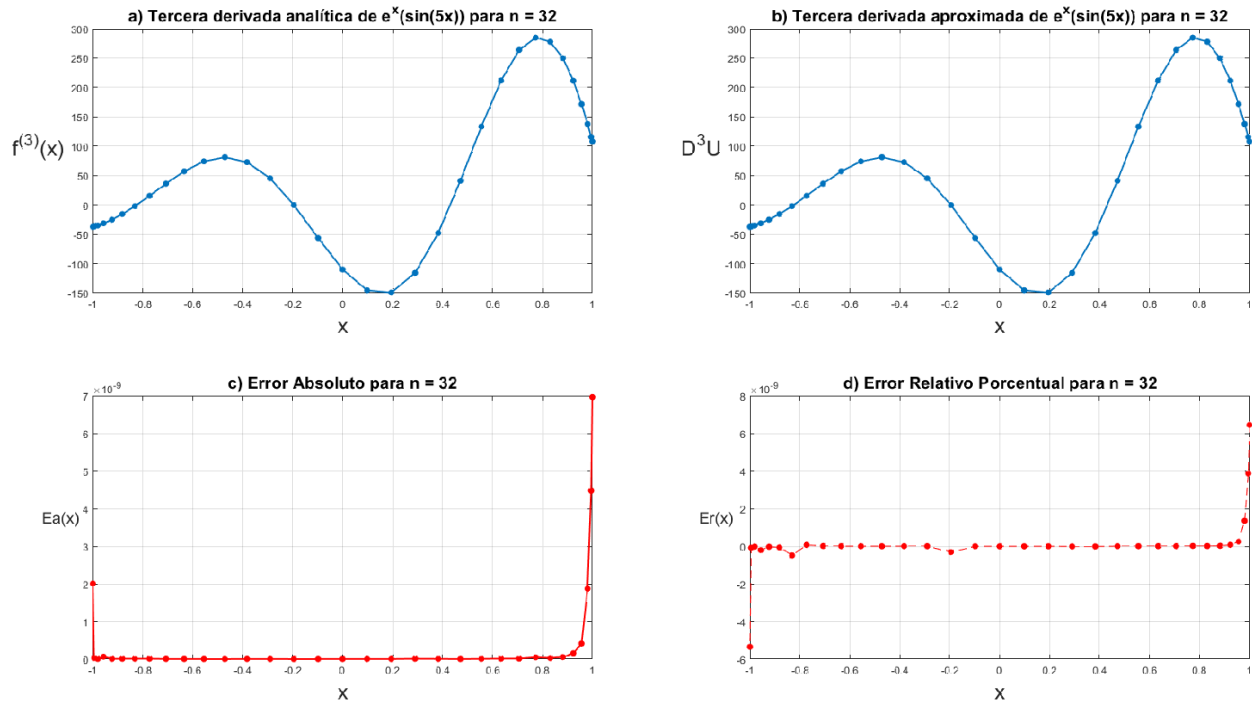 a) Tercera derivada analítica de e^x(sin(5x)) para n = 32
300
250
200
150
100
50
0
-50
-100
-150
f^(3)(x)
-1 -0.8 -0.6 -0.4 -0.2 0 0.2 0.4 0.6 0.8 1
x
b) Tercera derivada aproximada de e^x(sin(5x)) para n = 32
300
250
200
150
100
50
0
-50
-100
-150
D^3U
-1 -0.8 -0.6 -0.4 -0.2 0 0.2 0.4 0.6 0.8 1
x
c) Error Absoluto para n = 32
×10^-9
7
6
5
4
3
2
1
0
Ea(x)
-1 -0.8 -0.6 -0.4 -0.2 0 0.2 0.4 0.6 0.8 1
x
d) Error Relativo Porcentual para n = 32
×10^-9
8
6
4
2
0
-2
-4
-6
Er(x)
-1 -0.8 -0.6 -0.4 -0.2 0 0.2 0.4 0.6 0.8 1
x